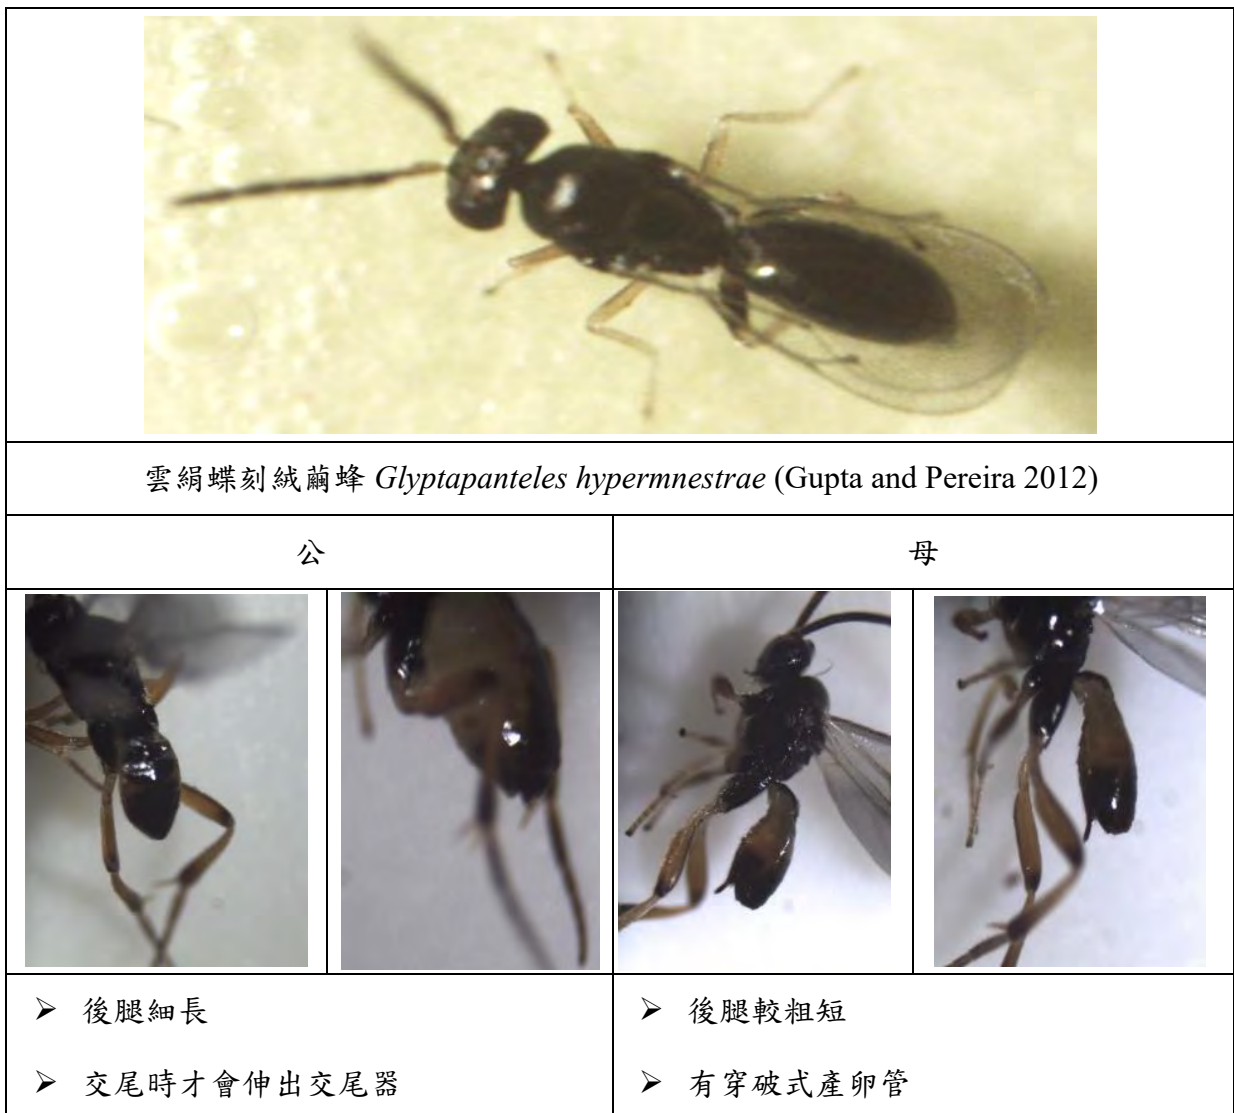 雲絹蝶刻絨繭蜂 Glyptapanteles hypermnestrae (Gupta and Pereira 2012)
公
母
➢ 後腿細長
➢ 交尾時才會伸出交尾器
➢ 後腿較粗短
➢ 有穿破式產卵管